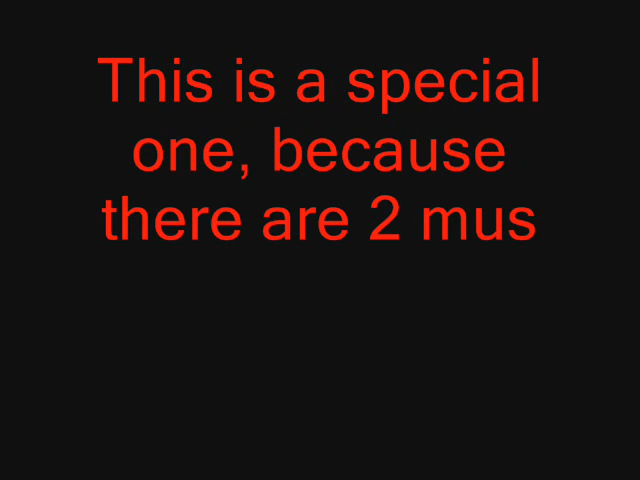 This is a special
one, because
there are 2 mus